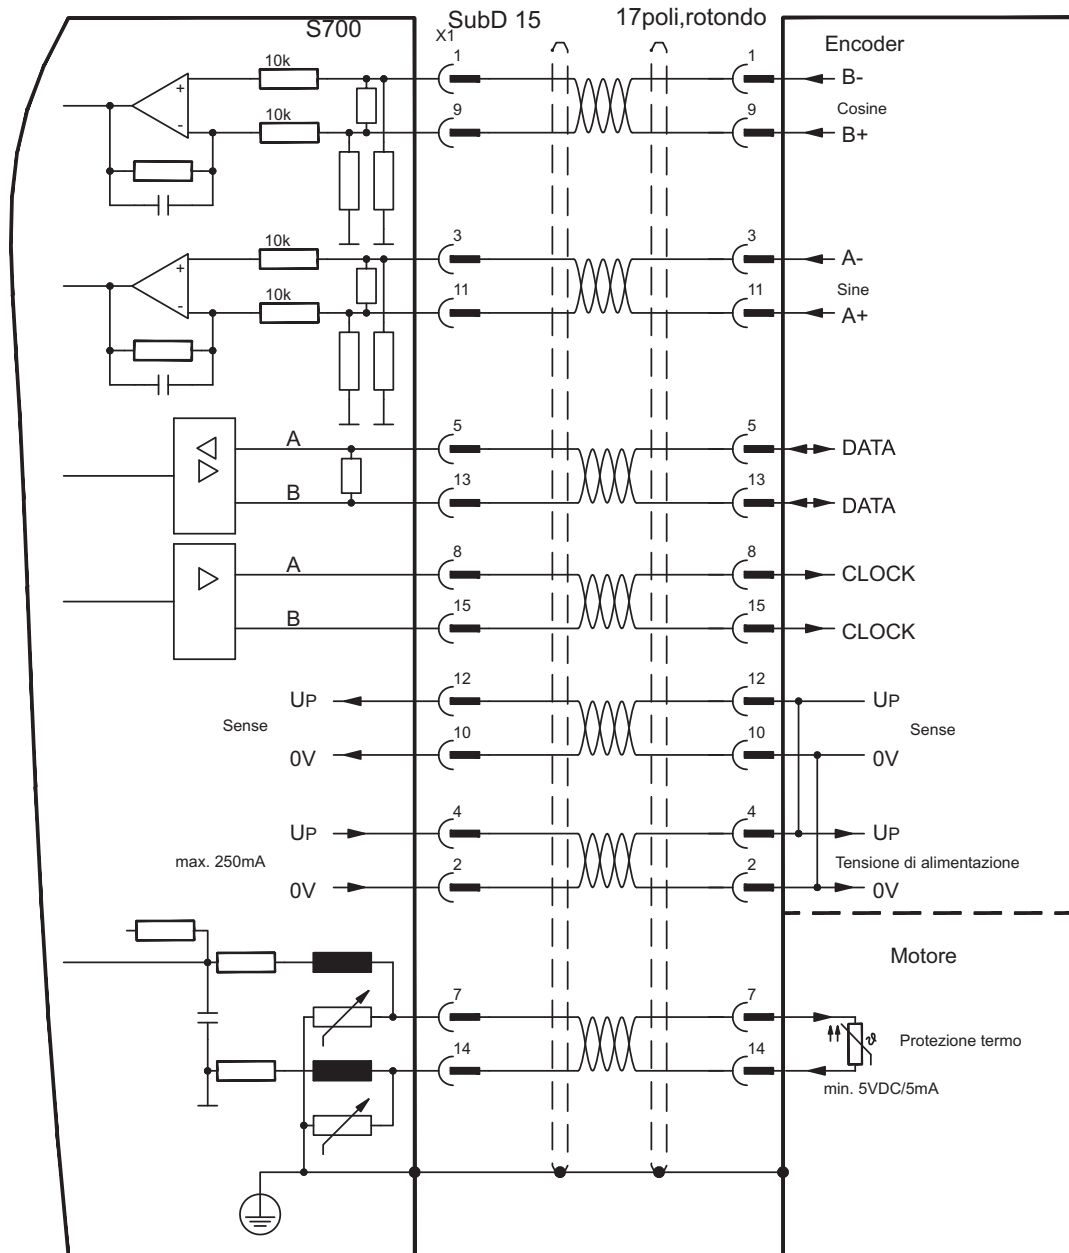 S700
X1
SubD 15
17poli,rotondo
Encoder
10k
1
1
B-
+
Cosine
10k
9
9
B+
-
10k
3
3
A-
+
Sine
10k
11
11
A+
-
A
5
5
DATA
B
13
13
DATA
A
8
8
CLOCK
B
15
15
CLOCK
UP
12
12
UP
Sense
Sense
0V
10
10
0V
UP
4
4
UP
max. 250mA
Tensione di alimentazione
0V
2
2
0V
Motore
7
7
ϑ
Protezione termo
14
14
min. 5VDC/5mA